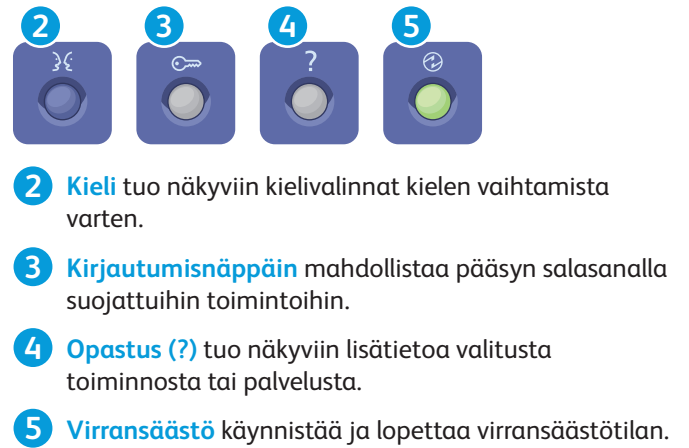 2 3 4 5
?
2 Kieli tuo näkyviin kielivalinnat kielen vaihtamista
varten.
3 Kirjautumisnäppäin mahdollistaa pääsyn salasanalla
suojattuihin toimintoihin.
4 Opastus (?) tuo näkyviin lisätietoa valitusta
toiminnosta tai palvelusta.
5 Virransäästö käynnistää ja lopettaa virransäästötilan.